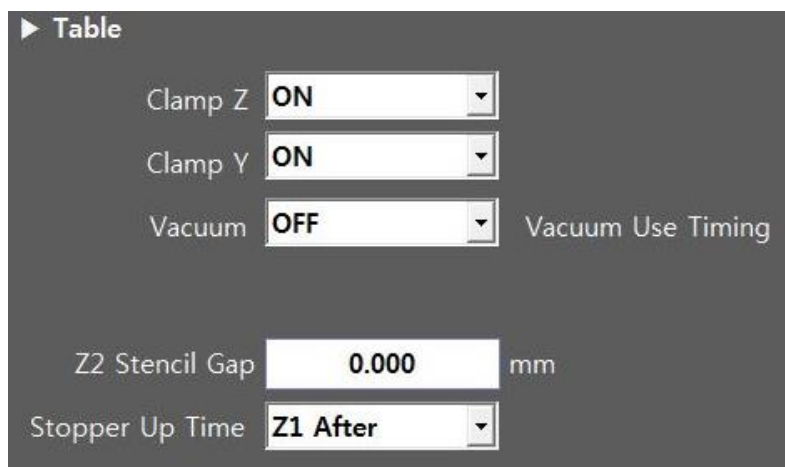 ▶ Table
Clamp Z ON
Clamp Y ON
Vacuum OFF Vacuum Use Timing
Z2 Stencil Gap 0.000 mm
Stopper Up Time Z1 After